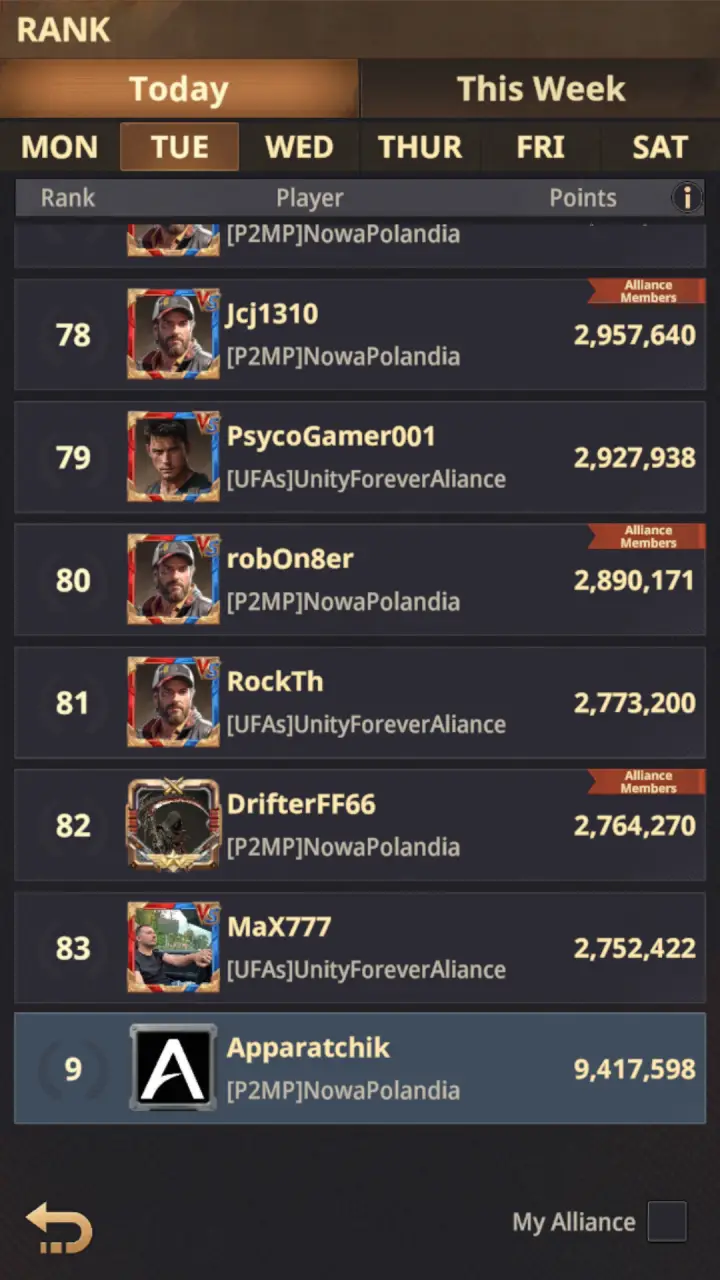 RANK
Today
This Week
MON
TUE
WED
THUR
FRI
SAT
Rank
Player
Points
[P2MP]NowaPolandia
Alliance
Members
78
Jcj1310
[P2MP]NowaPolandia
2,957,640
79
PsycoGamer001
[UFAs]UnityForeverAliance
2,927,938
Alliance
Members
80
robOn8er
[P2MP]NowaPolandia
2,890,171
81
RockTh
[UFAs]UnityForeverAliance
2,773,200
Alliance
Members
82
DrifterFF66
[P2MP]NowaPolandia
2,764,270
83
MaX777
[UFAs]UnityForeverAliance
2,752,422
9
Apparatchik
[P2MP]NowaPolandia
9,417,598
My Alliance